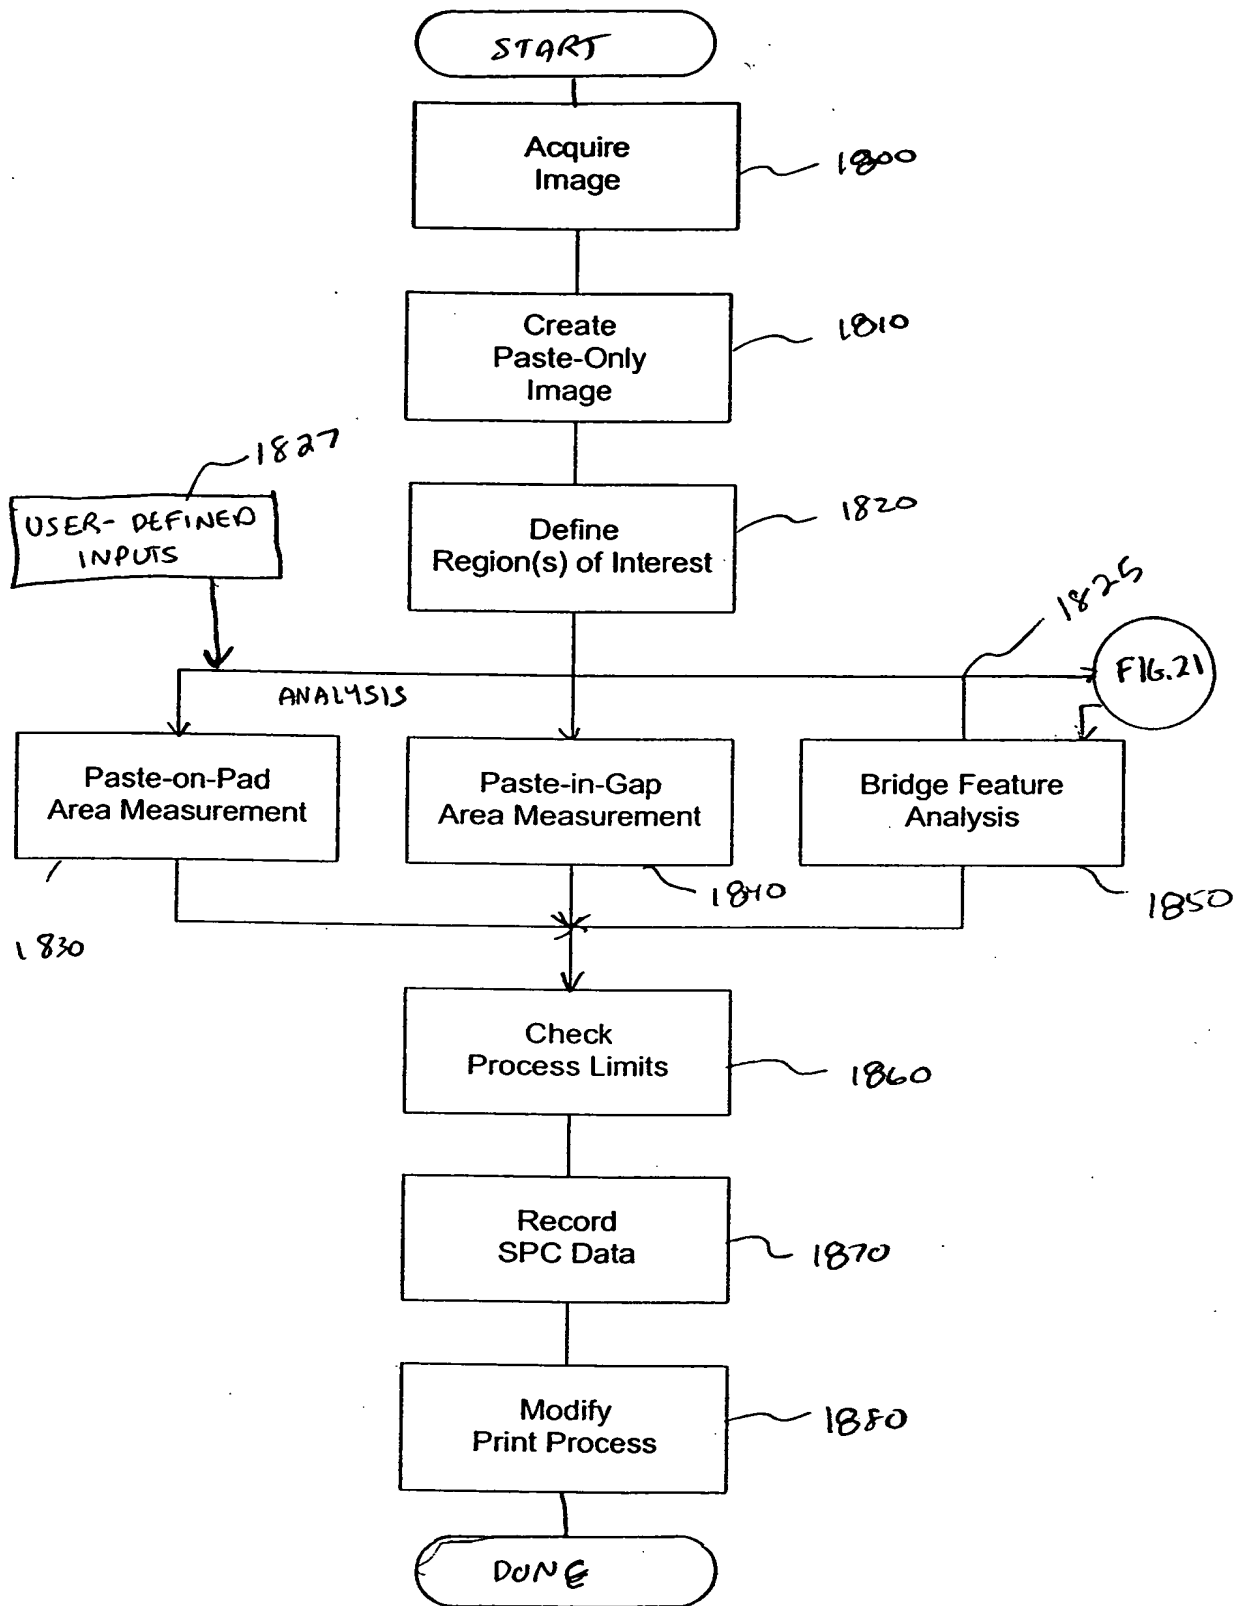 START
Acquire
Image
1800
Create
Paste-Only
Image
1810
1827
USER-DEFINED
INPUTS
Define
Region(s) of Interest
1820
1825
FIG.21
ANALYSIS
Paste-on-Pad
Area Measurement
1830
Paste-in-Gap
Area Measurement
1840
Bridge Feature
Analysis
1850
Check
Process Limits
1860
Record
SPC Data
1870
Modify
Print Process
1880
DONE